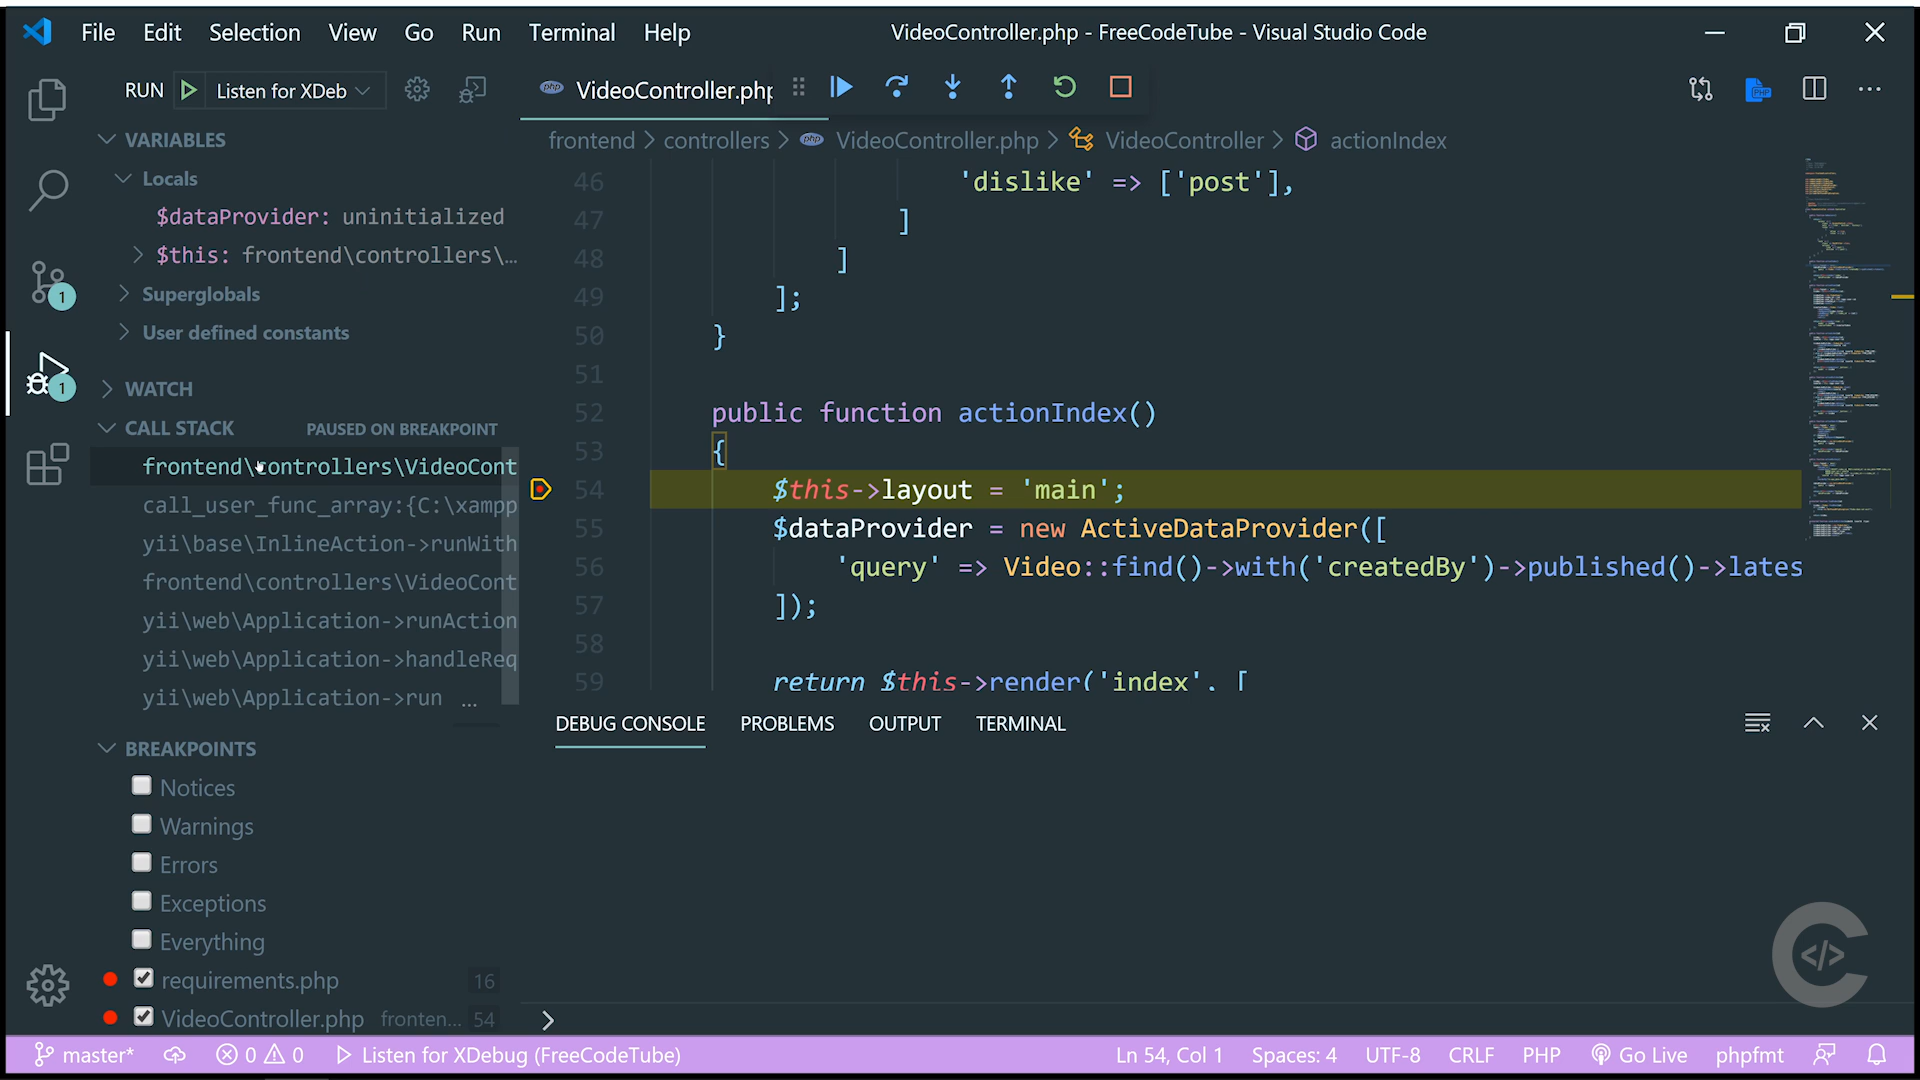 File Edit Selection View Go Run Terminal Help VideoController.php - FreeCodeTube - Visual Studio Code
RUN Listen for XDeb
VARIABLES
Locals
$dataProvider: uninitialized
$this: frontend\controllers\...
Superglobals
User defined constants
WATCH
CALL STACK PAUSED ON BREAKPOINT
frontend\controllers\VideoCont
call_user_func_array:{C:\xampp
yii\base\InlineAction->runWith
frontend\controllers\VideoCont
yii\web\Application->runAction
yii\web\Application->handleReq
yii\web\Application->run ...
BREAKPOINTS
Notices
Warnings
Errors
Exceptions
Everything
requirements.php 16
VideoController.php fronten... 54
1
1
php VideoController.php
PHP
frontend > controllers > php VideoController.php > VideoController > actionIndex
46 'dislike' => ['post'],
47 ]
48 ]
49 ];
50 }
51
52 public function actionIndex()
53 {
54 $this->layout = 'main';
55 $dataProvider = new ActiveDataProvider([
56 'query' => Video::find()->with('createdBy')->published()->lates
57 ]);
58
59 return $this->render('index', [
DEBUG CONSOLE PROBLEMS OUTPUT TERMINAL
>
</>
master* 0 0 Listen for XDebug (FreeCodeTube) Ln 54, Col 1 Spaces: 4 UTF-8 CRLF PHP Go Live phpfmt